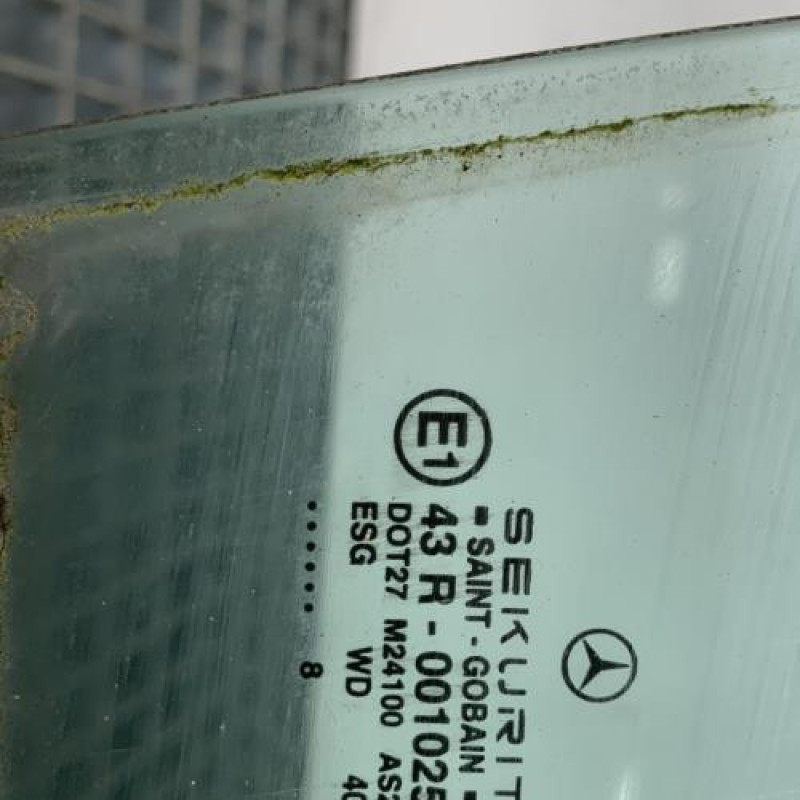 SEKURIT
- SAINT - GOBAIN -
E1 43 R - 001025
DOT27 M24100 AS2
ESG WD 40
...... 8